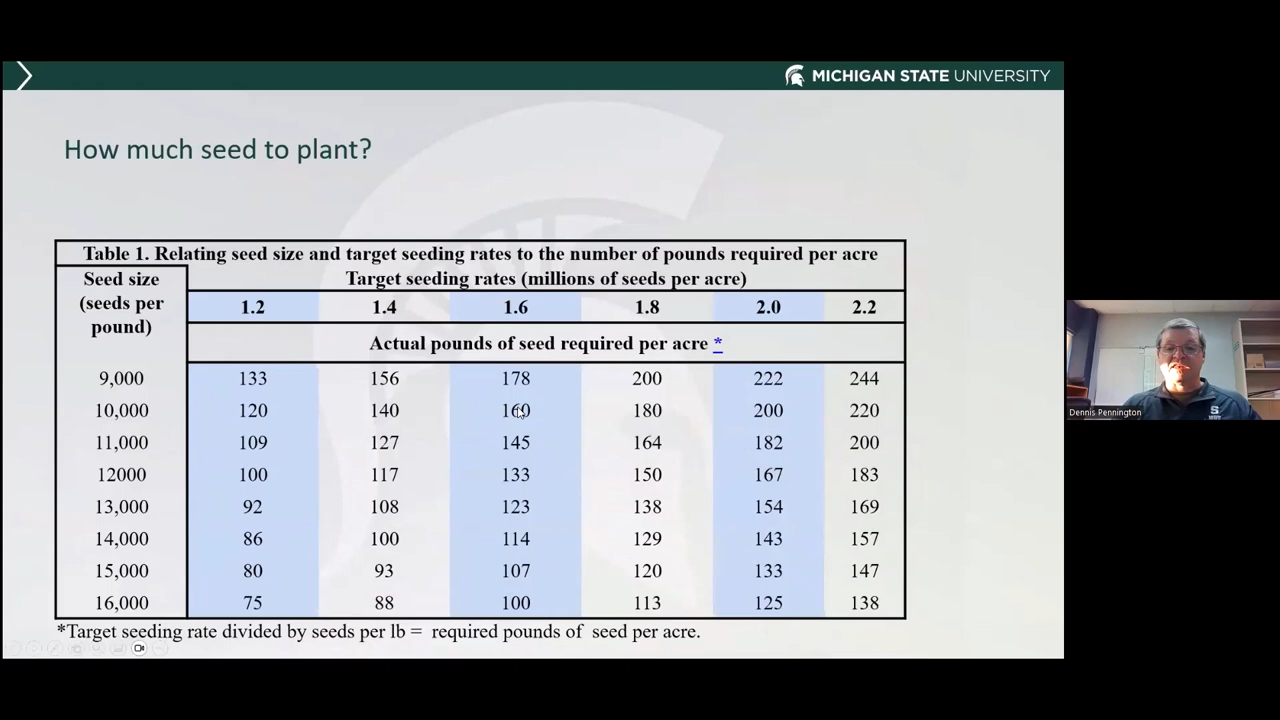 MICHIGAN STATE UNIVERSITY
How much seed to plant?
Table 1. Relating seed size and target seeding rates to the number of pounds required per acre
Seed size (seeds per pound)
Target seeding rates (millions of seeds per acre)
1.2 1.4 1.6 1.8 2.0 2.2
Actual pounds of seed required per acre *
9,000 133 156 178 200 222 244
10,000 120 140 160 180 200 220
11,000 109 127 145 164 182 200
12000 100 117 133 150 167 183
13,000 92 108 123 138 154 169
14,000 86 100 114 129 143 157
15,000 80 93 107 120 133 147
16,000 75 88 100 113 125 138
*Target seeding rate divided by seeds per lb = required pounds of seed per acre.
Dennis Pennington